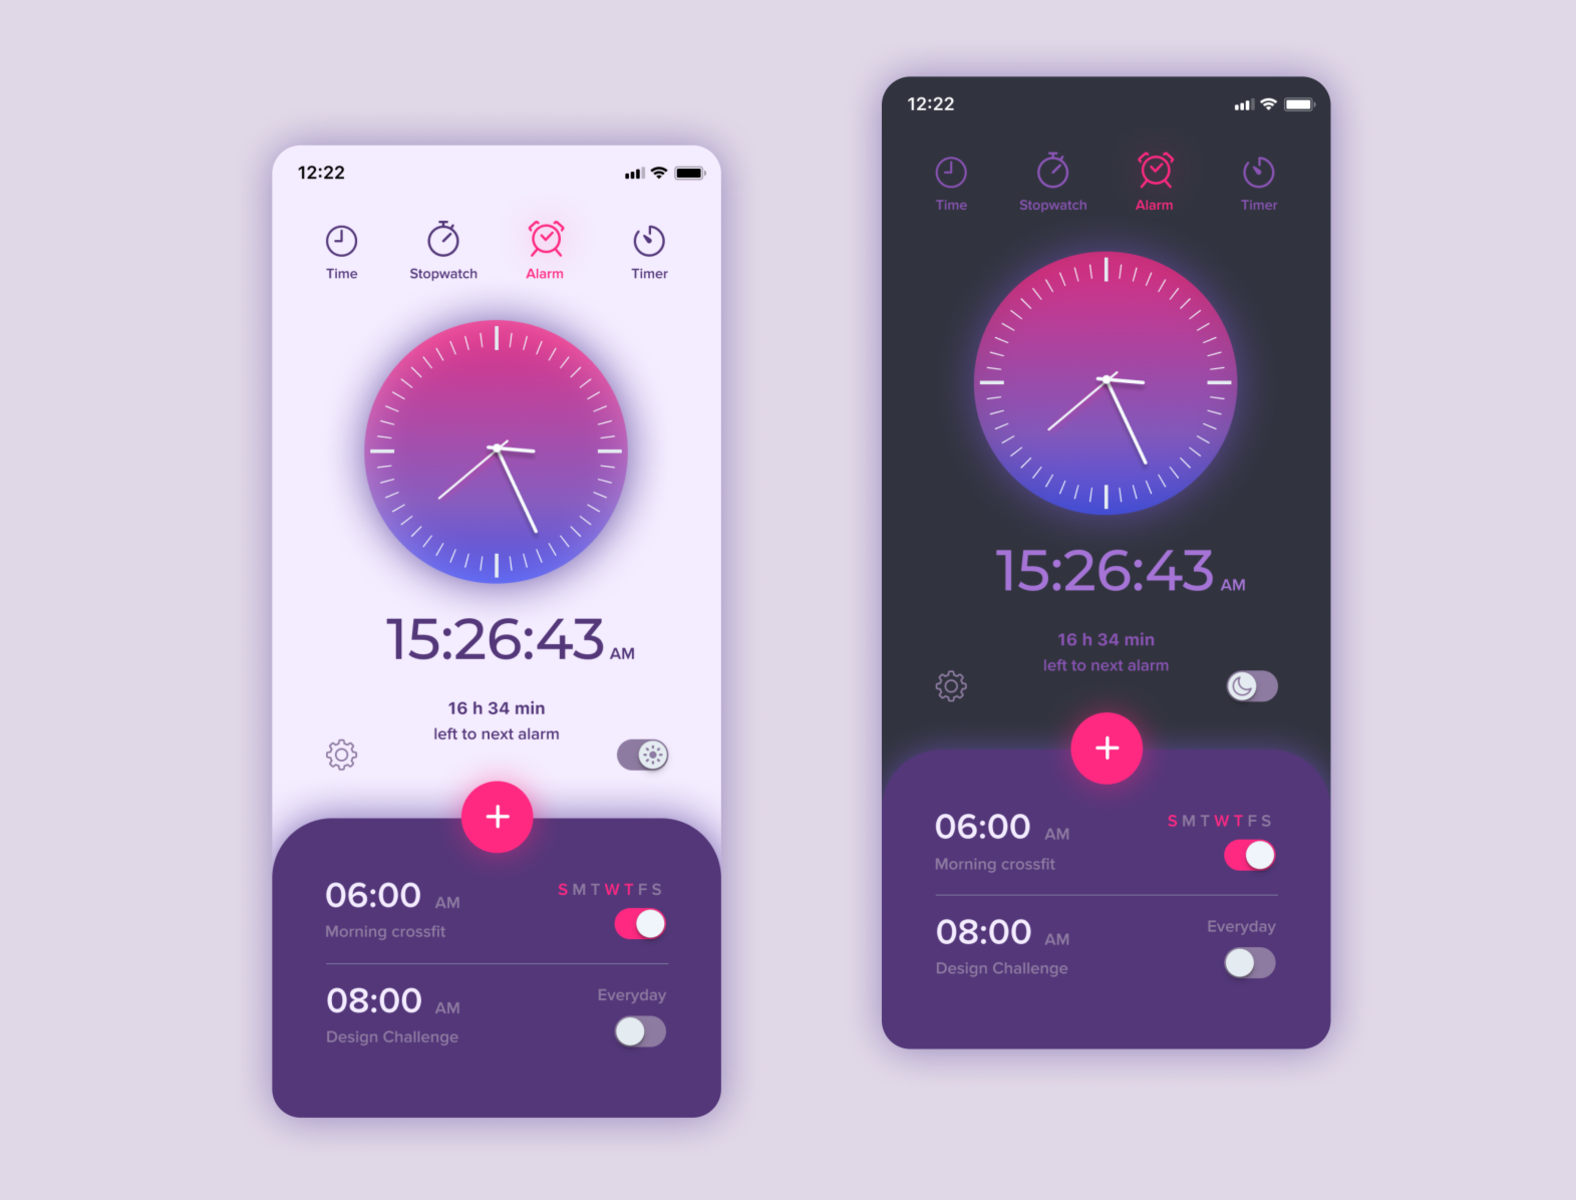 12:22
Time Stopwatch Alarm Timer
15:26:43 AM
16 h 34 min
left to next alarm
06:00 AM S M T W T F S
Morning crossfit
08:00 AM Everyday
Design Challenge
12:22
Time Stopwatch Alarm Timer
15:26:43 AM
16 h 34 min
left to next alarm
06:00 AM S M T W T F S
Morning crossfit
08:00 AM Everyday
Design Challenge